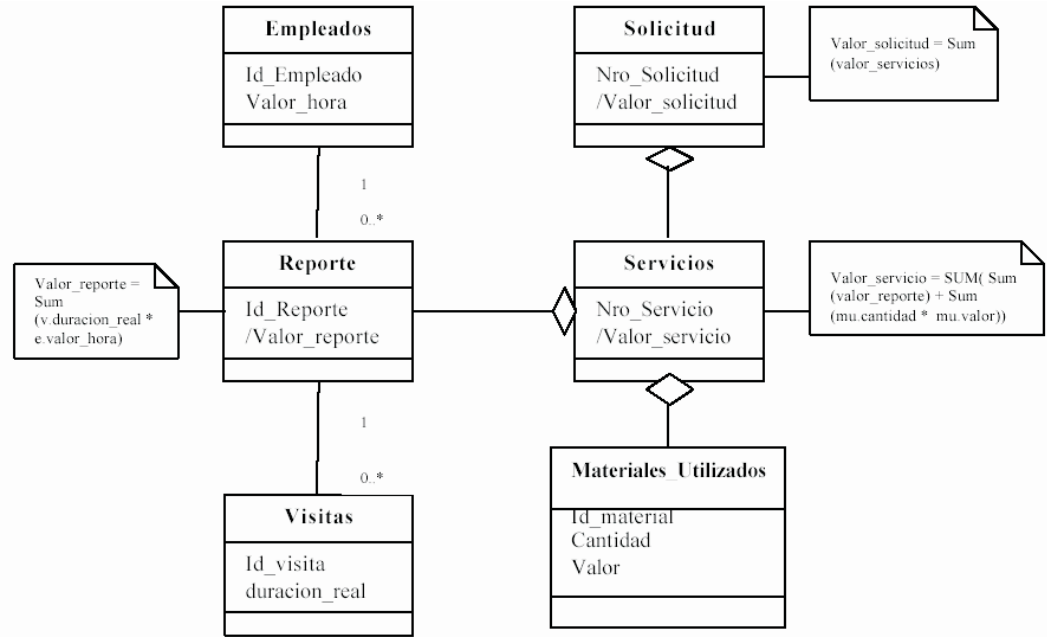 Empleados
Id_Empleado
Valor_hora
Solicitud
Nro_Solicitud
/Valor_solicitud
Valor_solicitud = Sum
(valor_servicios)
1
0..*
Valor_reporte =
Sum
(v.duracion_real *
e.valor_hora)
Reporte
Id_Reporte
/Valor_reporte
Servicios
Nro_Servicio
/Valor_servicio
Valor_servicio = SUM( Sum
(valor_reporte) + Sum
(mu.cantidad * mu.valor))
1
0..*
Visitas
Id_visita
duracion_real
Materiales_Utilizados
Id_material
Cantidad
Valor